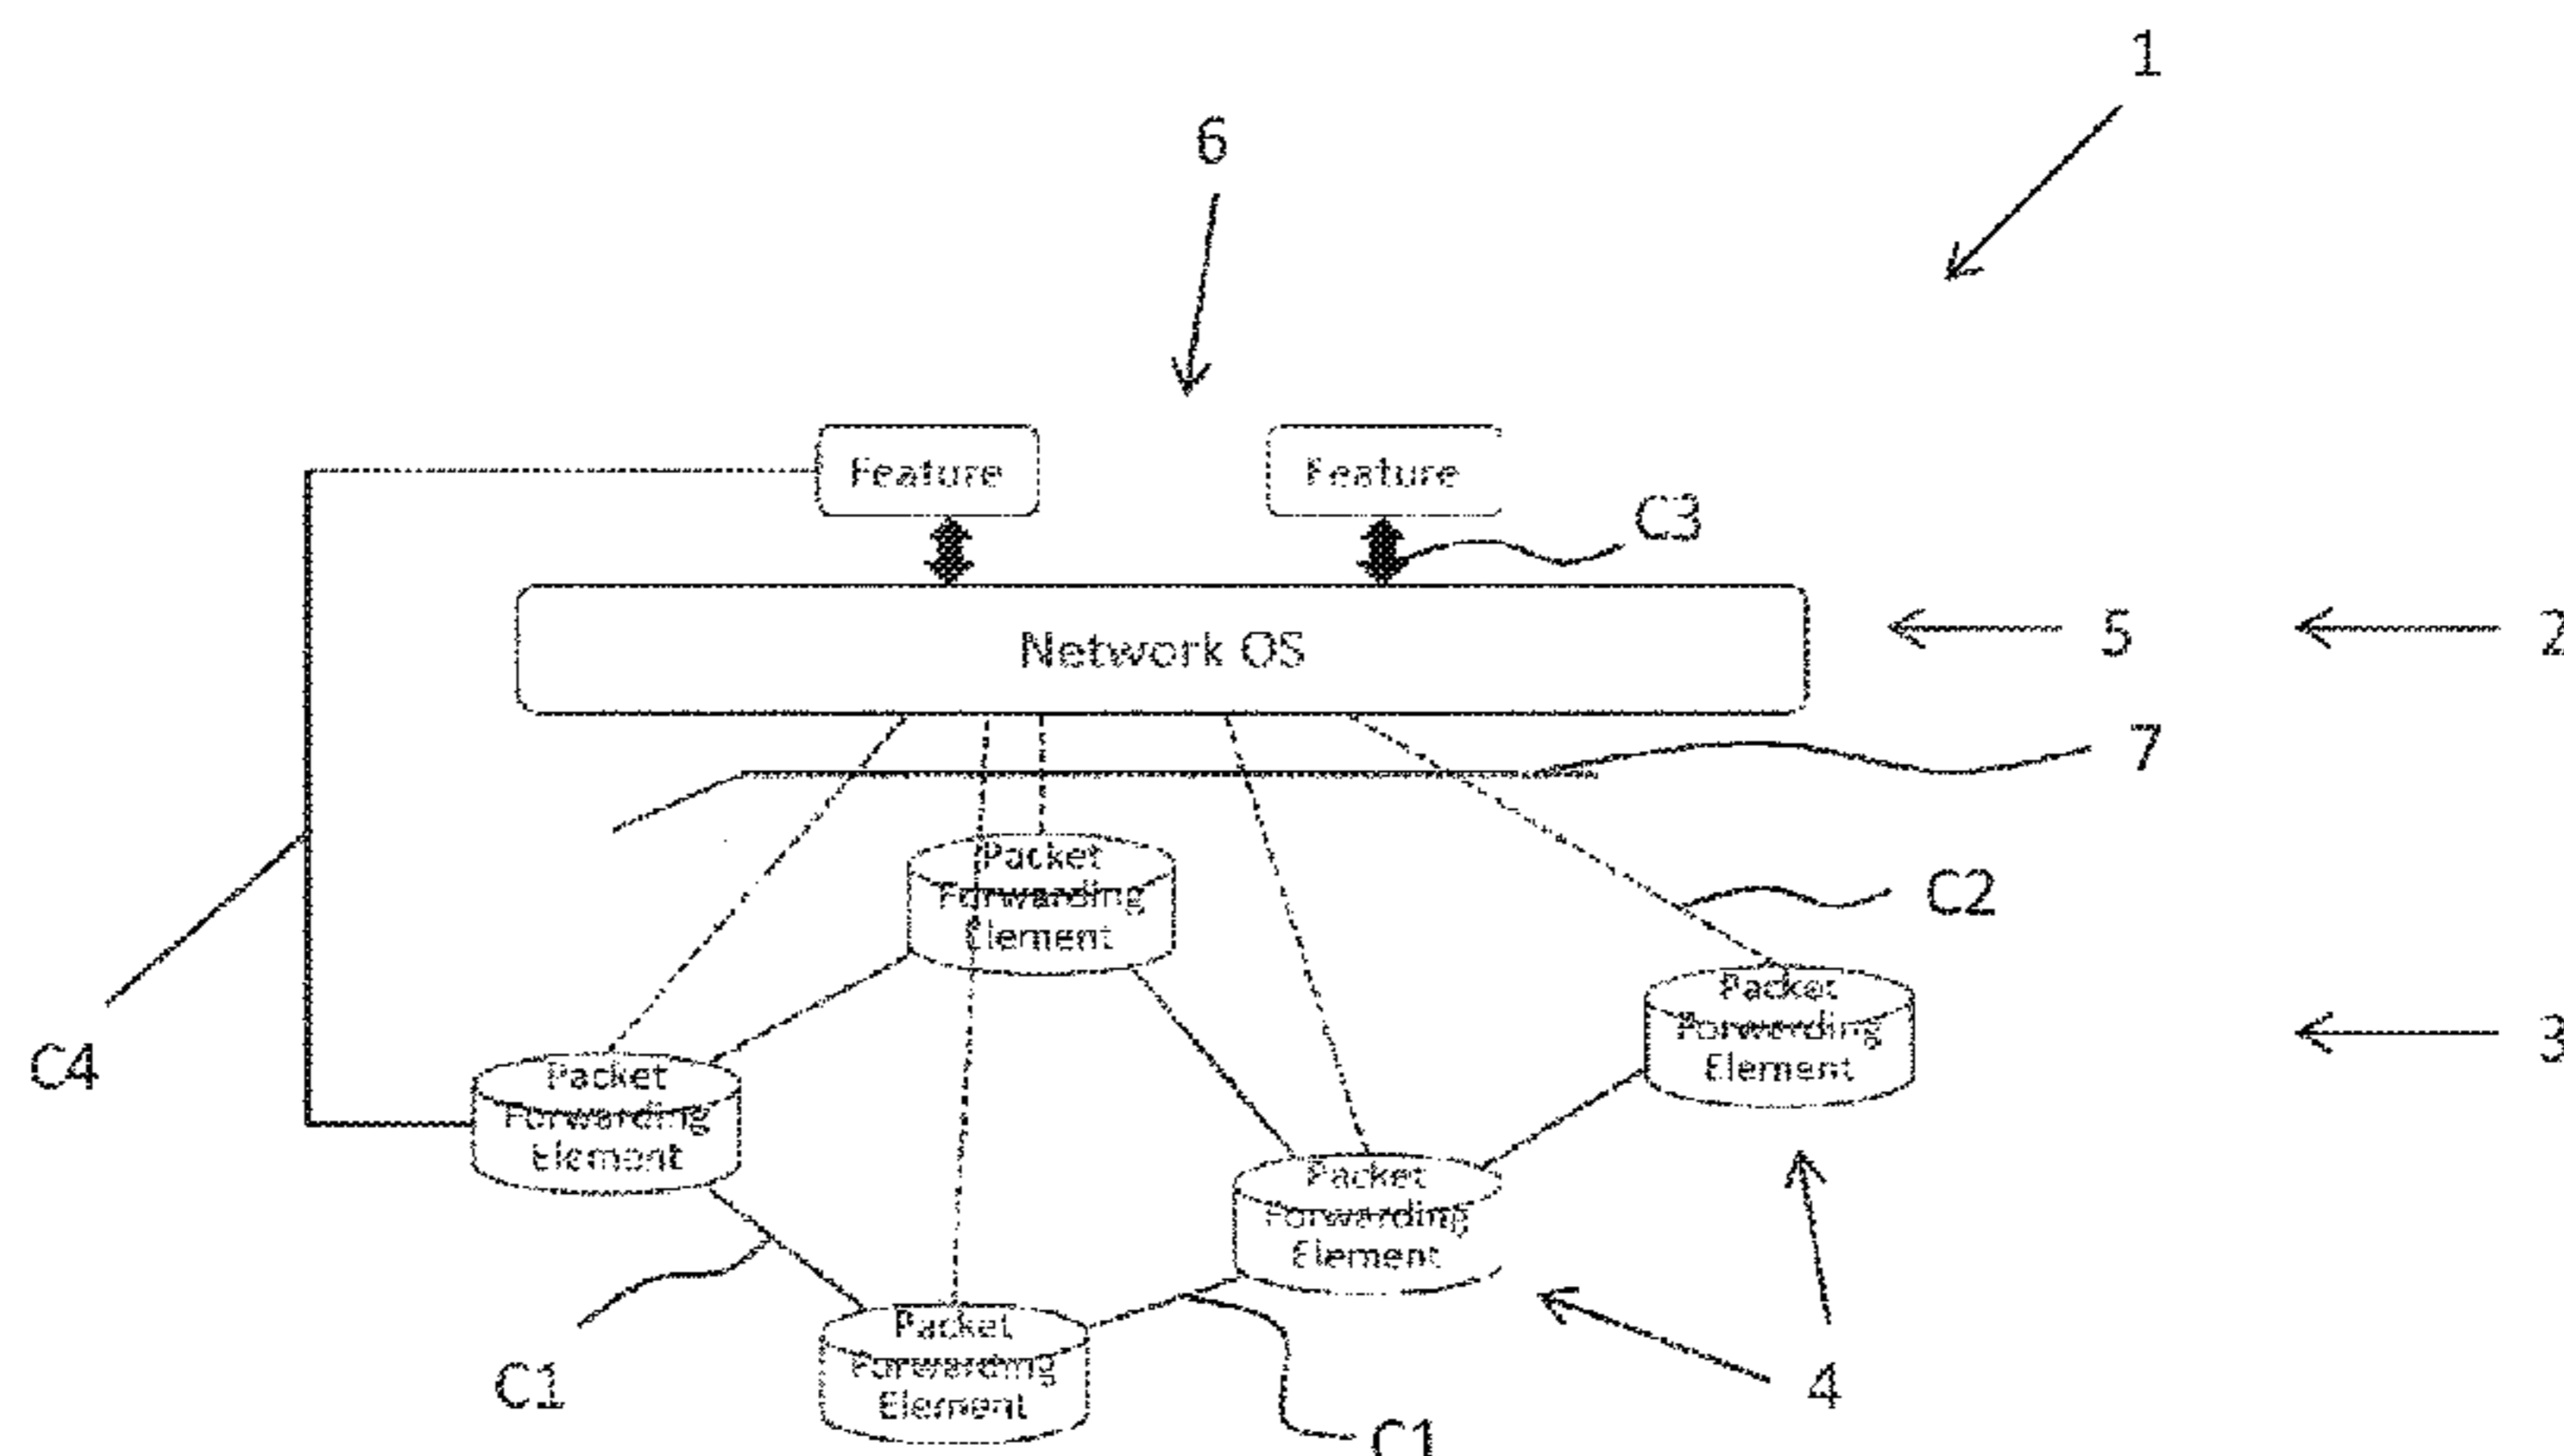 1
6
Feature
Feature
C3
Network OS
5
2
7
Packet
Forwarding
Element
C2
Packet
Forwarding
Element
3
C4
Packet
Forwarding
Element
Packet
Forwarding
Element
C1
Packet
Forwarding
Element
4
C1